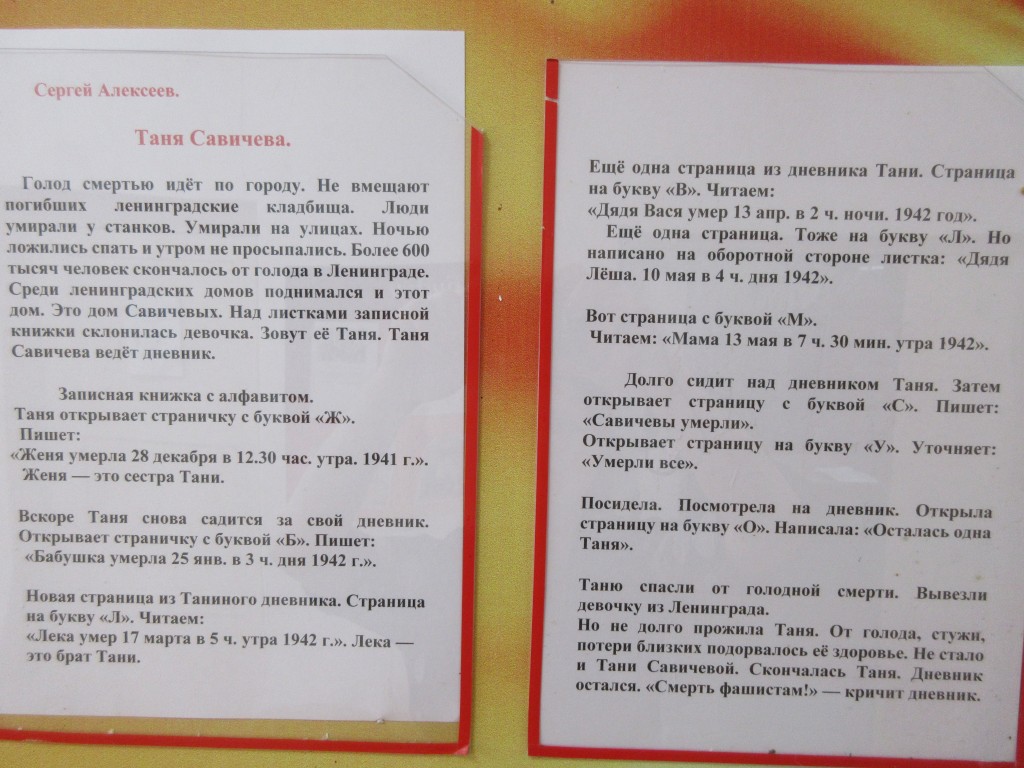 Сергей Алексеев.
Таня Савичева.
Голод смертью идёт по городу. Не вмещают
погибших ленинградские кладбища. Люди
умирали у станков. Умирали на улицах. Ночью
ложились спать и утром не просыпались. Более 600
тысяч человек скончалось от голода в Ленинграде.
Среди ленинградских домов поднимался и этот
дом. Это дом Савичевых. Над листками записной
книжки склонилась девочка. Зовут её Таня. Таня
Савичева ведёт дневник.
Записная книжка с алфавитом.
Таня открывает страничку с буквой «Ж».
Пишет:
«Женя умерла 28 декабря в 12.30 час. утра. 1941 г.».
Женя — это сестра Тани.
Вскоре Таня снова садится за свой дневник.
Открывает страничку с буквой «Б». Пишет:
«Бабушка умерла 25 янв. в 3 ч. дня 1942 г.».
Новая страница из Таниного дневника. Страница
на букву «Л». Читаем:
«Лека умер 17 марта в 5 ч. утра 1942 г.». Лека —
это брат Тани.
Ещё одна страница из дневника Тани. Страница
на букву «В». Читаем:
«Дядя Вася умер 13 апр. в 2 ч. ночи. 1942 год».
Ещё одна страница. Тоже на букву «Л». Но
написано на оборотной стороне листка: «Дядя
Лёша. 10 мая в 4 ч. дня 1942».
Вот страница с буквой «М».
Читаем: «Мама 13 мая в 7 ч. 30 мин. утра 1942».
Долго сидит над дневником Таня. Затем
открывает страницу с буквой «С». Пишет:
«Савичевы умерли».
Открывает страницу на букву «У». Уточняет:
«Умерли все».
Посидела. Посмотрела на дневник. Открыла
страницу на букву «О». Написала: «Осталась одна
Таня».
Таню спасли от голодной смерти. Вывезли
девочку из Ленинграда.
Но не долго прожила Таня. От голода, стужи,
потери близких подорвалось её здоровье. Не стало
и Тани Савичевой. Скончалась Таня. Дневник
остался. «Смерть фашистам!» — кричит дневник.